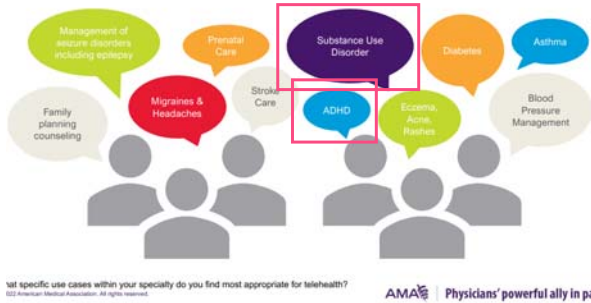 Management of
seizure disorders
including epilepsy
Prenatal
Care
Substance Use
Disorder
Diabetes
Asthma
Family
planning
counseling
Migraines &
Headaches
Stroke
Care
ADHD
Eczema,
Acne,
Rashes
Blood
Pressure
Management
at specific use cases within your specialty do you find most appropriate for telehealth?
022 American Medical Association. All rights reserved.
AMA Physicians' powerful ally in pa